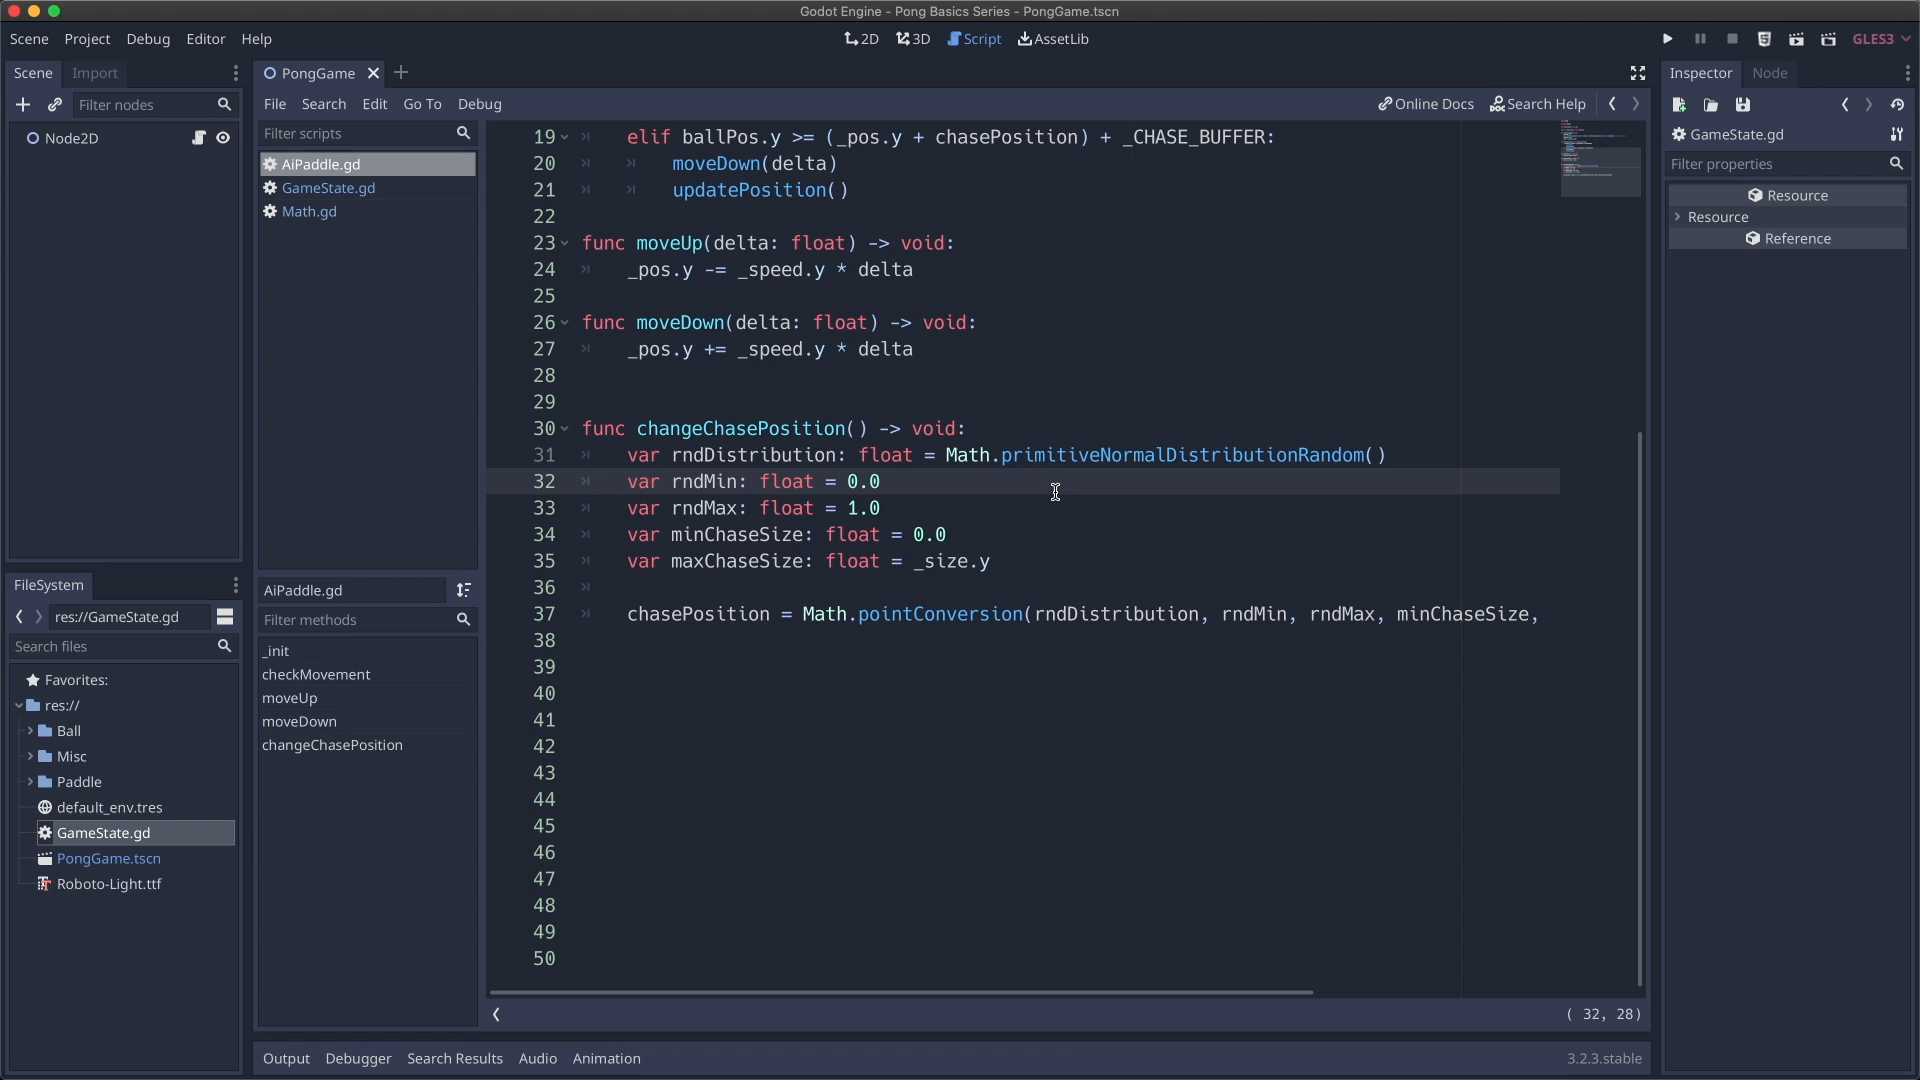 Godot Engine - Pong Basics Series - PongGame.tscn
Scene Project Debug Editor Help
2D 3D Script AssetLib
GLES3
Scene Import
Filter nodes
Node2D
FileSystem
res://GameState.gd
Search files
Favorites:
res://
Ball
Misc
Paddle
default_env.tres
GameState.gd
PongGame.tscn
Roboto-Light.ttf
PongGame
File Search Edit Go To Debug
Online Docs Search Help
Filter scripts
AiPaddle.gd
GameState.gd
Math.gd
AiPaddle.gd
Filter methods
_init
checkMovement
moveUp
moveDown
changeChasePosition
19 elif ballPos.y >= (_pos.y + chasePosition) + _CHASE_BUFFER:
20 moveDown(delta)
21 updatePosition()
22
23 func moveUp(delta: float) -> void:
24 _pos.y -= _speed.y * delta
25
26 func moveDown(delta: float) -> void:
27 _pos.y += _speed.y * delta
28
29
30 func changeChasePosition() -> void:
31 var rndDistribution: float = Math.primitiveNormalDistributionRandom()
32 var rndMin: float = 0.0
33 var rndMax: float = 1.0
34 var minChaseSize: float = 0.0
35 var maxChaseSize: float = _size.y
36
37 chasePosition = Math.pointConversion(rndDistribution, rndMin, rndMax, minChaseSize,
38
39
40
41
42
43
44
45
46
47
48
49
50
( 32, 28)
Output Debugger Search Results Audio Animation
3.2.3.stable
Inspector Node
GameState.gd
Filter properties
Resource
Resource
Reference